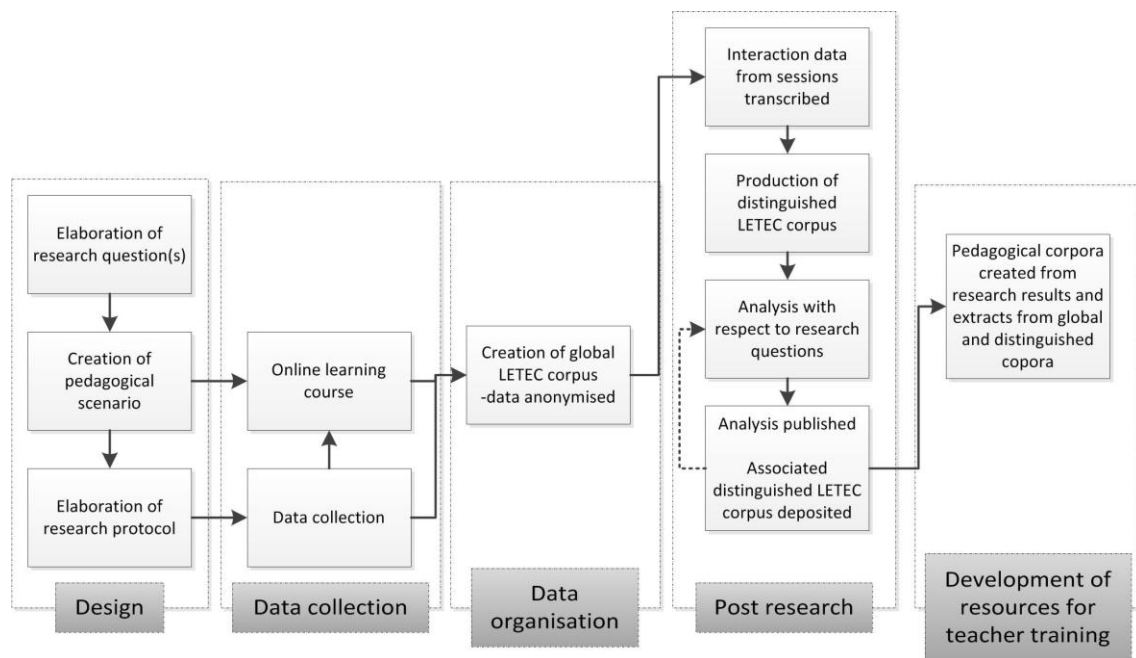 Elaboration of
research question(s)
Creation of
pedagogical
scenario
Elaboration of
research protocol
Design
Online learning
course
Data collection
Data collection
Creation of global
LETEC corpus
-data anonymised
Data
organisation
Interaction data
from sessions
transcribed
Production of
distinguished
LETEC corpus
Analysis with
respect to research
questions
Analysis published
Associated
distinguished LETEC
corpus deposited
Post research
Pedagogical corpora
created from
research results and
extracts from global
and distinguished
copora
Development of
resources for
teacher training